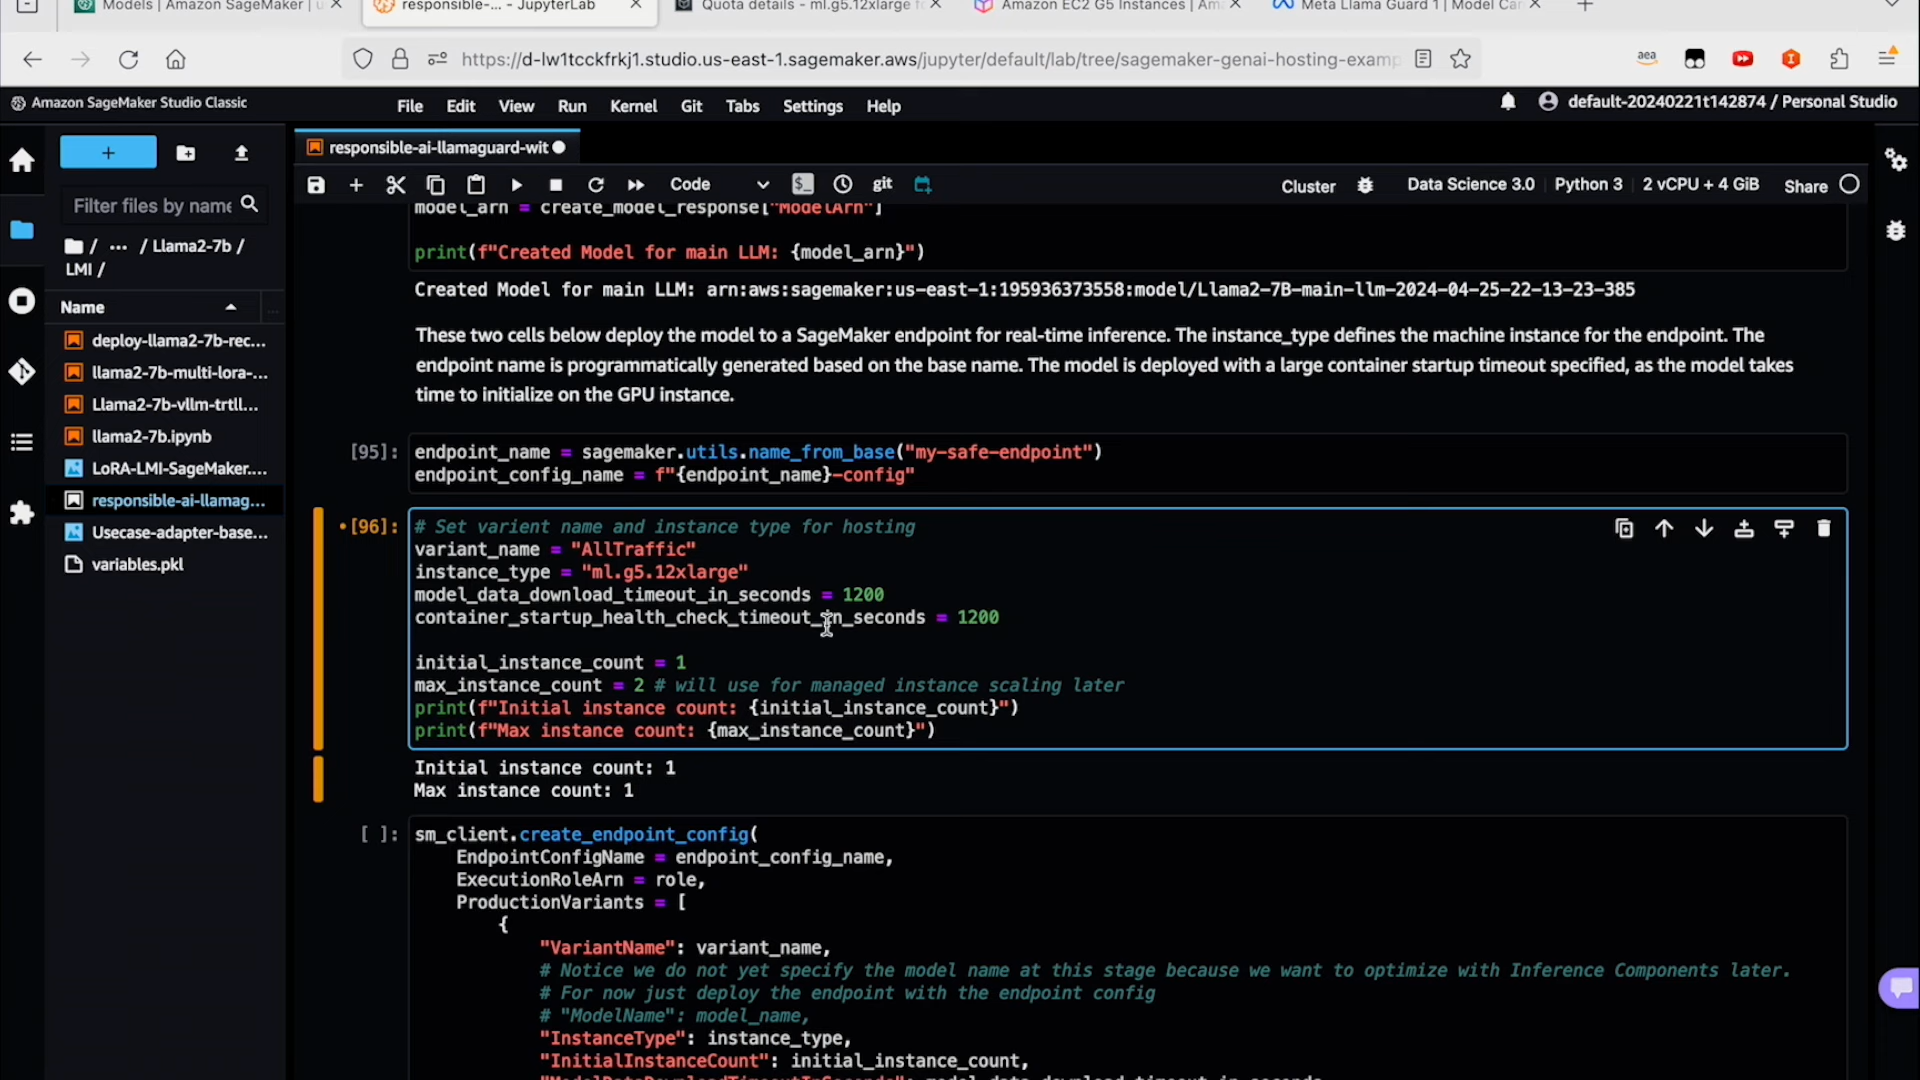 Models | Amazon SageMaker | u
responsible-... - JupyterLab
Quota details - ml.g5.12xlarge f
Amazon EC2 G5 Instances | Am
Meta Llama Guard 1 | Model Car
https://d-lw1tcckfrkj1.studio.us-east-1.sagemaker.aws/jupyter/default/lab/tree/sagemaker-genai-hosting-examp
aea
Amazon SageMaker Studio Classic
File Edit View Run Kernel Git Tabs Settings Help
default-20240221t142874 / Personal Studio
responsible-ai-llamaguard-wit
Code
git
Cluster
Data Science 3.0 | Python 3 | 2 vCPU + 4 GiB
Share
Filter files by name
/ ... / Llama2-7b /
LMI /
Name
deploy-llama2-7b-rec...
llama2-7b-multi-lora-...
Llama2-7b-vllm-trtll...
llama2-7b.ipynb
LoRA-LMI-SageMaker....
responsible-ai-llamag...
Usecase-adapter-base...
variables.pkl
model_arn = create_model_response["ModelArn"]
print(f"Created Model for main LLM: {model_arn}")
Created Model for main LLM: arn:aws:sagemaker:us-east-1:195936373558:model/Llama2-7B-main-llm-2024-04-25-22-13-23-385
These two cells below deploy the model to a SageMaker endpoint for real-time inference. The instance_type defines the machine instance for the endpoint. The
endpoint name is programmatically generated based on the base name. The model is deployed with a large container startup timeout specified, as the model takes
time to initialize on the GPU instance.
[95]: endpoint_name = sagemaker.utils.name_from_base("my-safe-endpoint")
endpoint_config_name = f"{endpoint_name}-config"
[96]: # Set varient name and instance type for hosting
variant_name = "AllTraffic"
instance_type = "ml.g5.12xlarge"
model_data_download_timeout_in_seconds = 1200
container_startup_health_check_timeout_in_seconds = 1200
initial_instance_count = 1
max_instance_count = 2 # will use for managed instance scaling later
print(f"Initial instance count: {initial_instance_count}")
print(f"Max instance count: {max_instance_count}")
Initial instance count: 1
Max instance count: 1
[ ]: sm_client.create_endpoint_config(
EndpointConfigName = endpoint_config_name,
ExecutionRoleArn = role,
ProductionVariants = [
{
"VariantName": variant_name,
# Notice we do not yet specify the model name at this stage because we want to optimize with Inference Components later.
# For now just deploy the endpoint with the endpoint config
# "ModelName": model_name,
"InstanceType": instance_type,
"InitialInstanceCount": initial_instance_count,